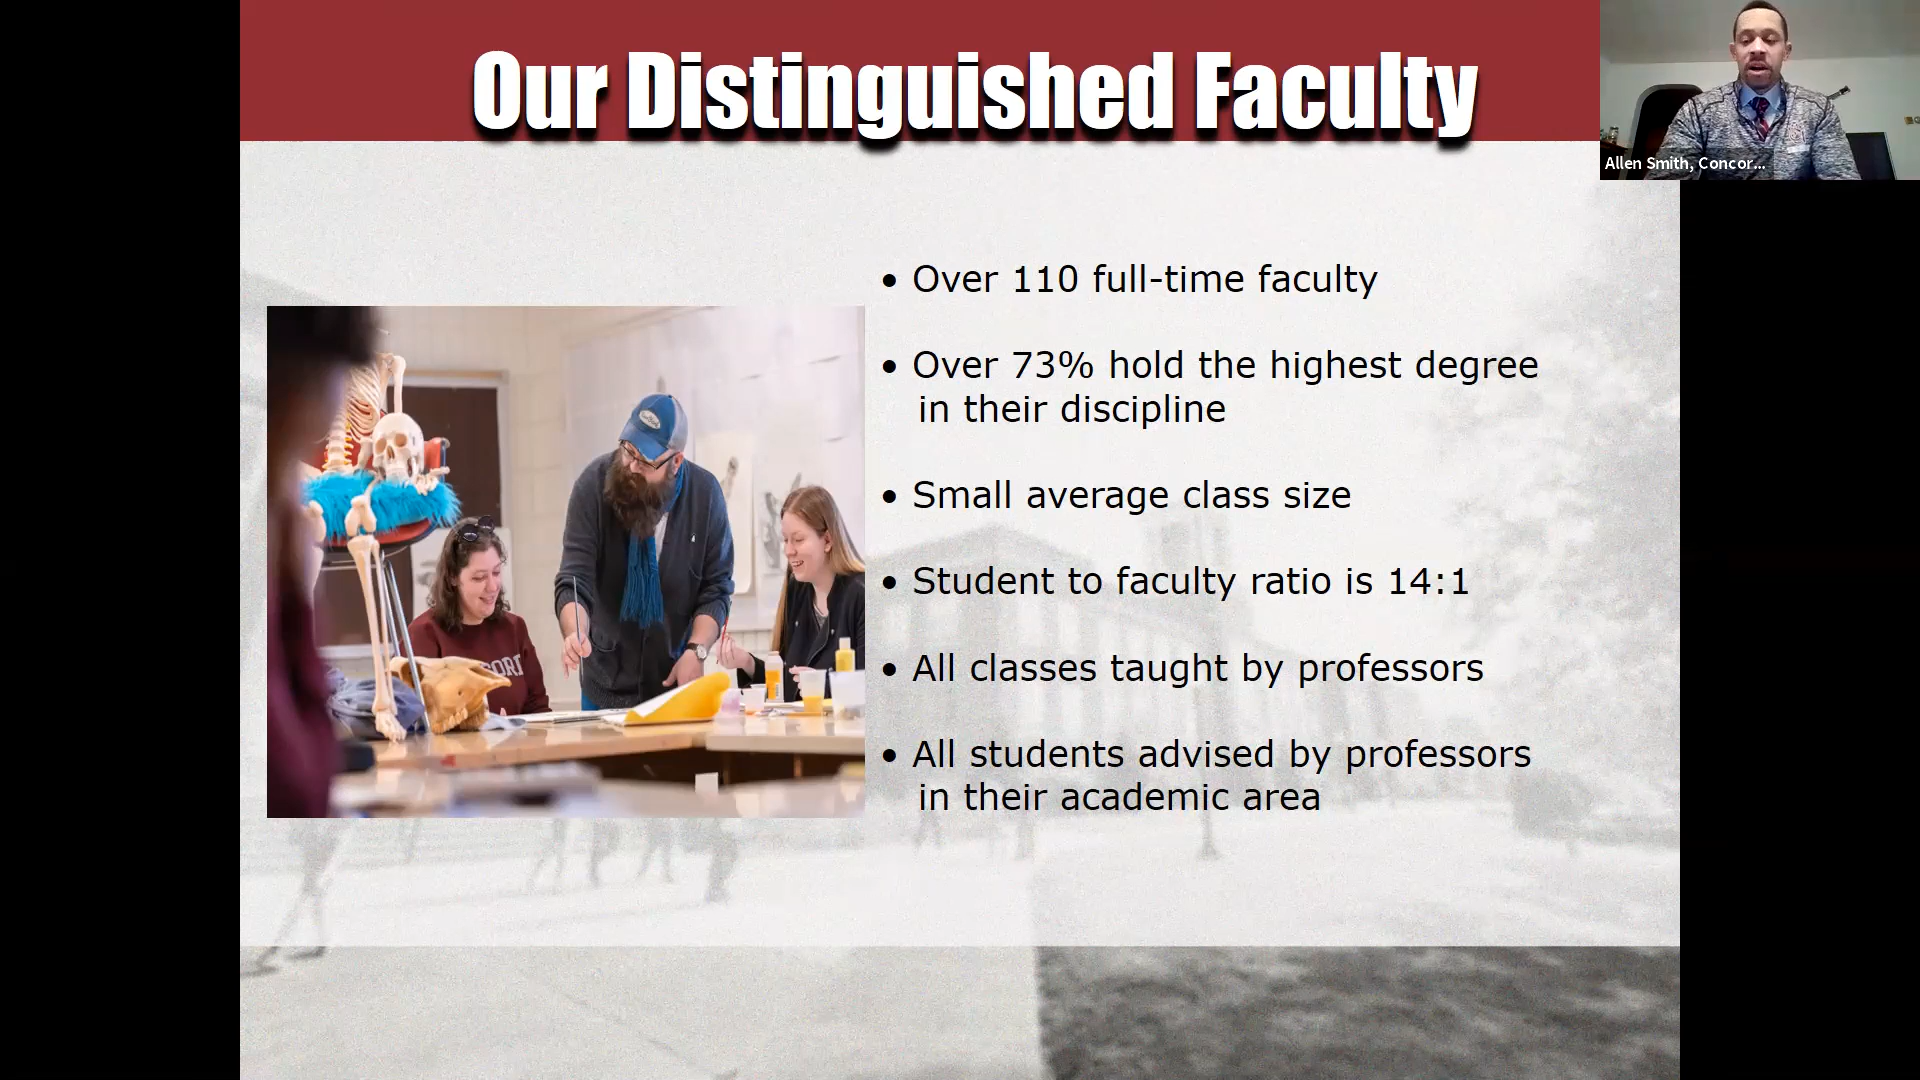 Our Distinguished Faculty
Allen Smith, Concor...
• Over 110 full-time faculty
• Over 73% hold the highest degree
in their discipline
• Small average class size
• Student to faculty ratio is 14:1
• All classes taught by professors
• All students advised by professors
in their academic area